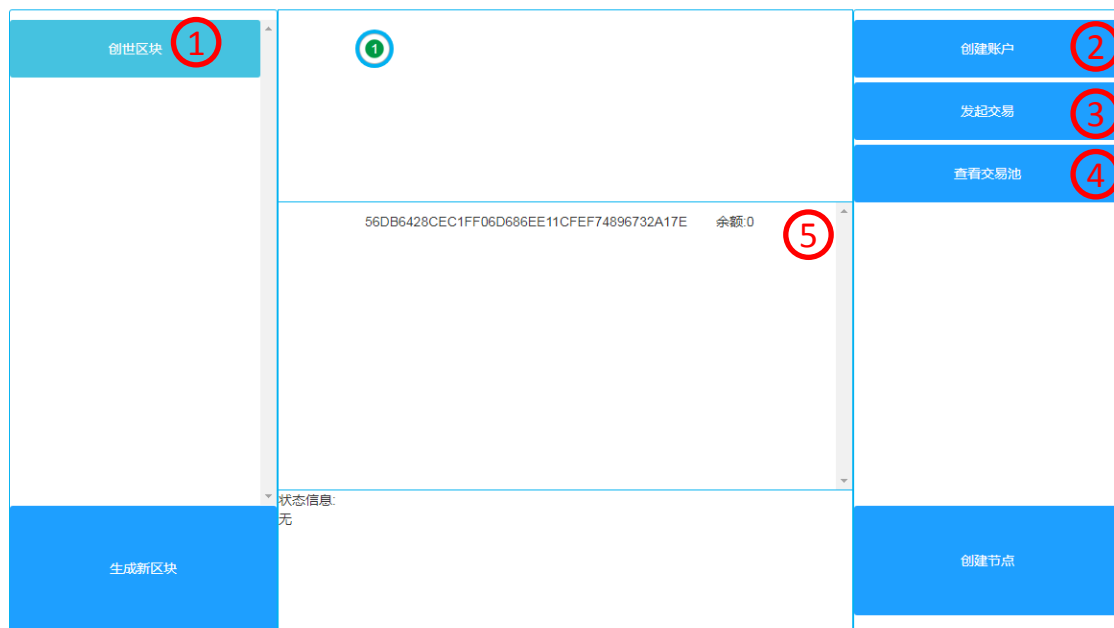 创世区块
1
1
创建账户
2
发起交易
3
查看交易池
4
56DB6428CEC1FF06D686EE11CFEF74896732A17E 余额:0
5
状态信息:
无
生成新区块
创建节点